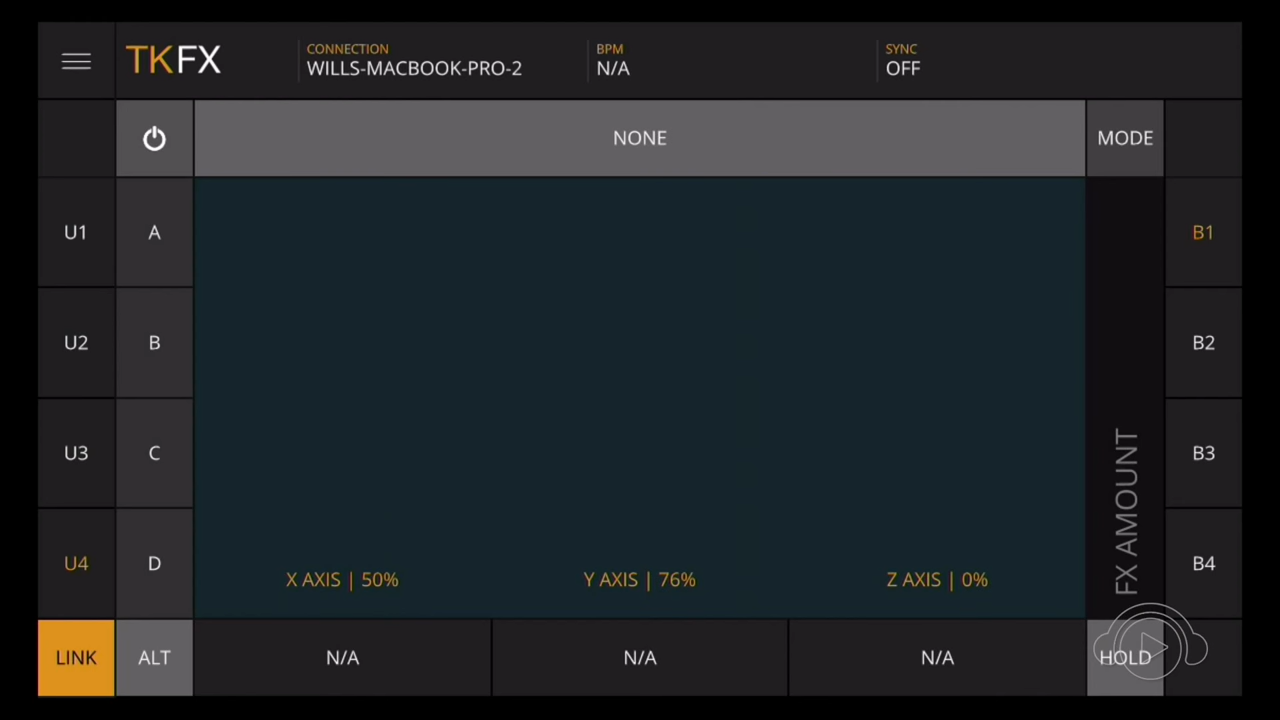 TKFX
CONNECTION
WILLS-MACBOOK-PRO-2
BPM
N/A
SYNC
OFF
NONE
MODE
U1
A
B1
U2
B
B2
U3
C
B3
U4
D
B4
X AXIS | 50%
Y AXIS | 76%
Z AXIS | 0%
FX AMOUNT
LINK
ALT
N/A
N/A
N/A
HOLD